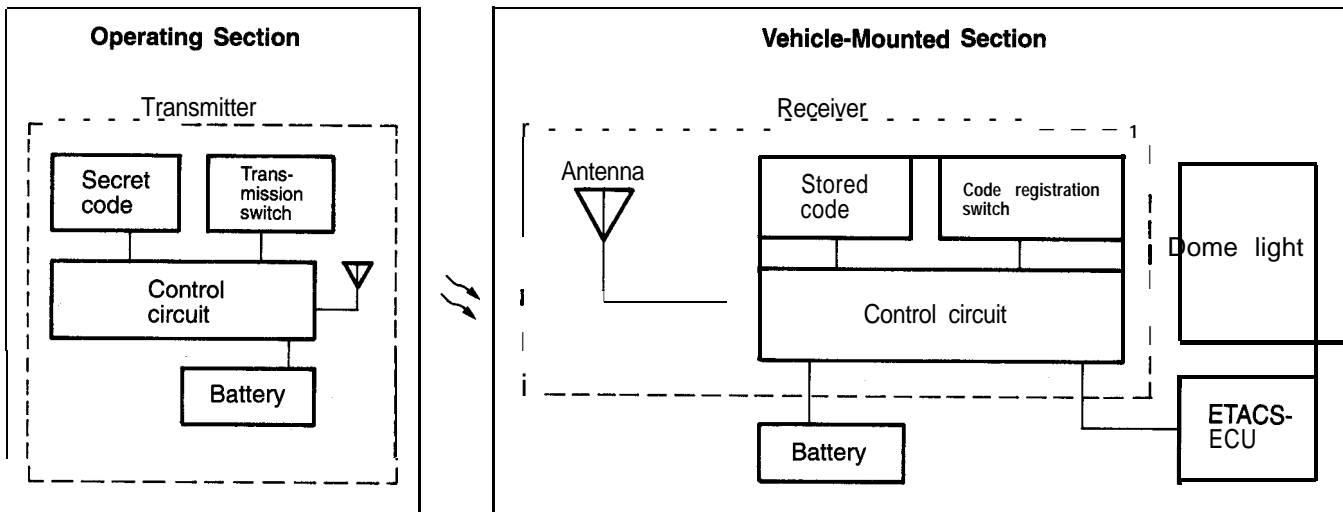 Operating Section
Transmitter
Secret
code
Trans-
mission
switch
Control
circuit
Battery
Vehicle-Mounted Section
Receiver
Antenna
Stored
code
Code registration
switch
Dome light
Control circuit
Battery
ETACS-
ECU